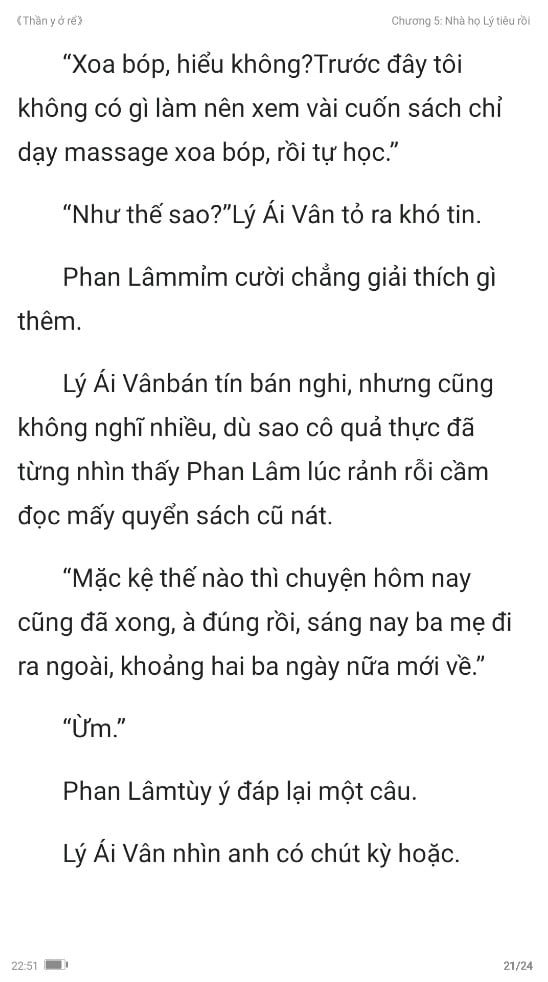 《Thần y ở rể》
Chương 5: Nhà họ Lý tiêu rồi
“Xoa bóp, hiểu không?Trước đây tôi
không có gì làm nên xem vài cuốn sách chỉ
dạy massage xoa bóp, rồi tự học.”
“Như thế sao?”Lý Ái Vân tỏ ra khó tin.
Phan Lâmmỉm cười chẳng giải thích gì
thêm.
Lý Ái Vânbán tín bán nghi, nhưng cũng
không nghĩ nhiều, dù sao cô quả thực đã
từng nhìn thấy Phan Lâm lúc rảnh rỗi cầm
đọc mấy quyển sách cũ nát.
“Mặc kệ thế nào thì chuyện hôm nay
cũng đã xong, à đúng rồi, sáng nay ba mẹ đi
ra ngoài, khoảng hai ba ngày nữa mới về.”
“Ừm.”
Phan Lâmtùy ý đáp lại một câu.
Lý Ái Vân nhìn anh có chút kỳ hoặc.
22:51
21/24